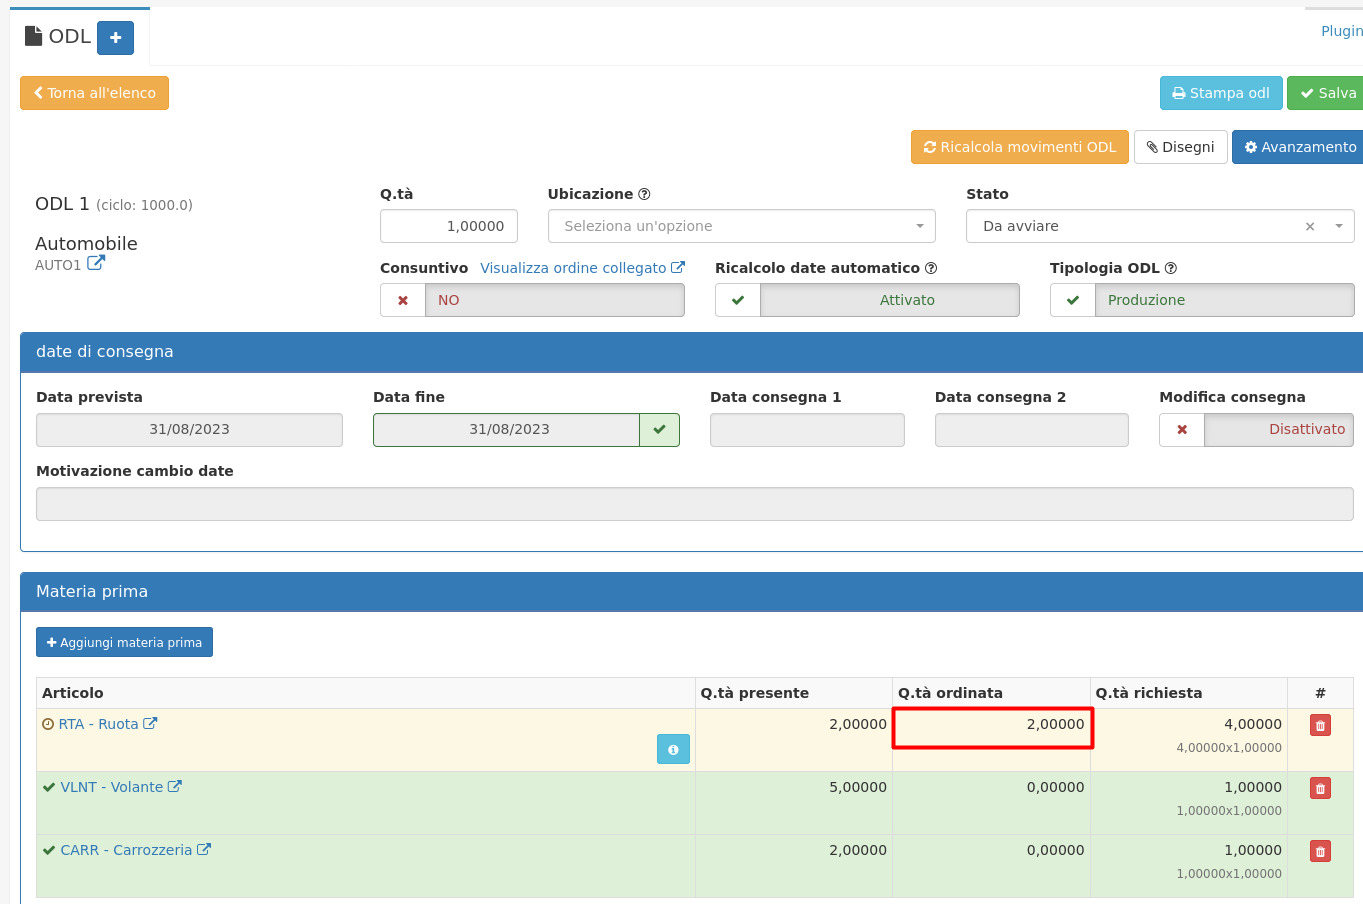 ODL
Plugin
Torna all'elenco
Stampa odl
Salva
Ricalcola movimenti ODL
Disegni
Avanzamento
ODL 1 (ciclo: 1000.0)
Automobile
AUTO1
Q.tà
Ubicazione
Stato
1,00000
Seleziona un'opzione
Da avviare
Consuntivo Visualizza ordine collegato
Ricalcolo date automatico
Tipologia ODL
NO
Attivato
Produzione
date di consegna
Data prevista
Data fine
Data consegna 1
Data consegna 2
Modifica consegna
31/08/2023
31/08/2023
Disattivato
Motivazione cambio date
Materia prima
Aggiungi materia prima
Articolo Q.tà presente Q.tà ordinata Q.tà richiesta #
RTA - Ruota 2,00000 2,00000 4,00000
4,00000x1,00000
VLNT - Volante 5,00000 0,00000 1,00000
1,00000x1,00000
CARR - Carrozzeria 2,00000 0,00000 1,00000
1,00000x1,00000